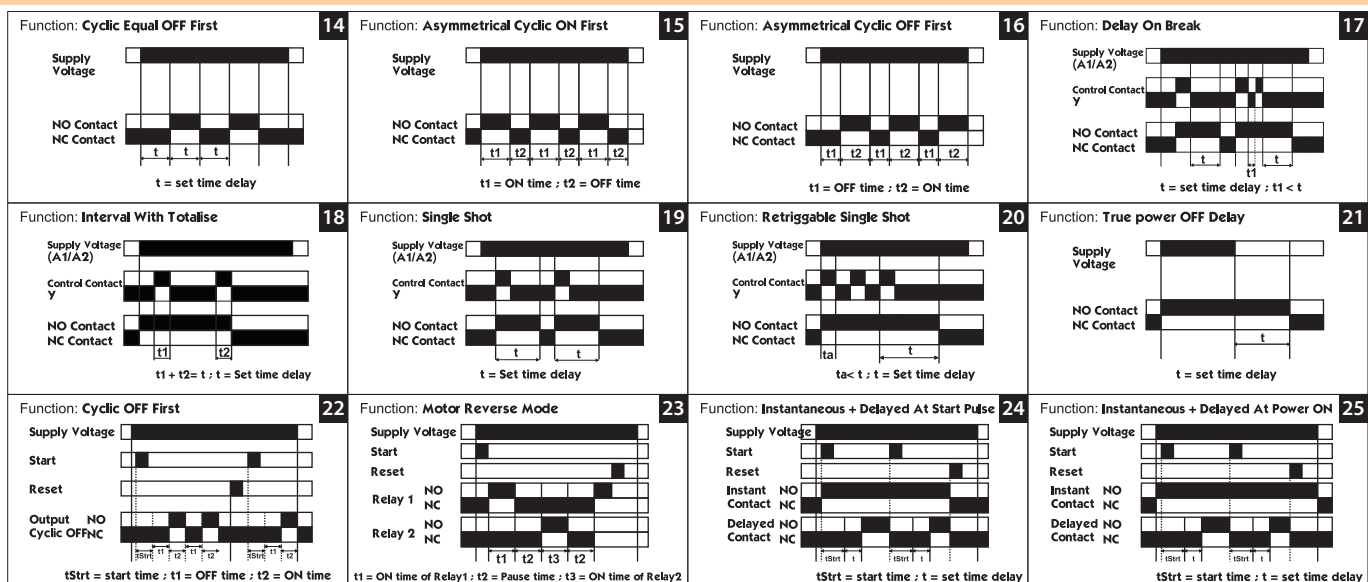 Function: Cyclic Equal OFF First 14
Supply
Voltage
NO Contact
NC Contact
t t t
t = set time delay
Function: Asymmetrical Cyclic ON First 15
Supply
Voltage
NO Contact
NC Contact
t1 t2 t1 t2 t1 t2
t1 = ON time ; t2 = OFF time
Function: Asymmetrical Cyclic OFF First 16
Supply
Voltage
NO Contact
NC Contact
t1 t2 t1 t2 t1 t2
t1 = OFF time ; t2 = ON time
Function: Delay On Break 17
Supply Voltage
(A1/A2)
Control Contact
Y
NO Contact
NC Contact
t t
t1
t = set time delay ; t1 < t
Function: Interval With Totalise 18
Supply Voltage
(A1/A2)
Control Contact
Y
NO Contact
NC Contact
t1 t2
t1 + t2= t ; t = Set time delay
Function: Single Shot 19
Supply Voltage
(A1/A2)
Control Contact
Y
NO Contact
NC Contact
t t
t = Set time delay
Function: Retriggable Single Shot 20
Supply Voltage
(A1/A2)
Control Contact
Y
NO Contact
NC Contact
ta t
ta< t ; t = Set time delay
Function: True power OFF Delay 21
Supply
Voltage
NO Contact
NC Contact
t
t = set time delay
Function: Cyclic OFF First 22
Supply Voltage
Start
Reset
Output NO
Cyclic OFF NC
tStrt t1 t2 t1 t2 tStrt t1 t2
tStrt = start time ; t1 = OFF time ; t2 = ON time
Function: Motor Reverse Mode 23
Supply Voltage
Start
Reset
Relay 1 NO
NC
Relay 2 NO
NC
t1 t2 t3 t2
t1 = ON time of Relay1 ; t2 = Pause time ; t3 = ON time of Relay2
Function: Instantaneous + Delayed At Start Pulse 24
Supply Voltage
Start
Reset
Instant NO
Contact NC
Delayed NO
Contact NC
tStrt t tStrt t
tStrt = start time ; t = set time delay
Function: Instantaneous + Delayed At Power ON 25
Supply Voltage
Start
Reset
Instant NO
Contact NC
Delayed NO
Contact NC
tStrt t tStrt t
tStrt = start time ; t = set time delay